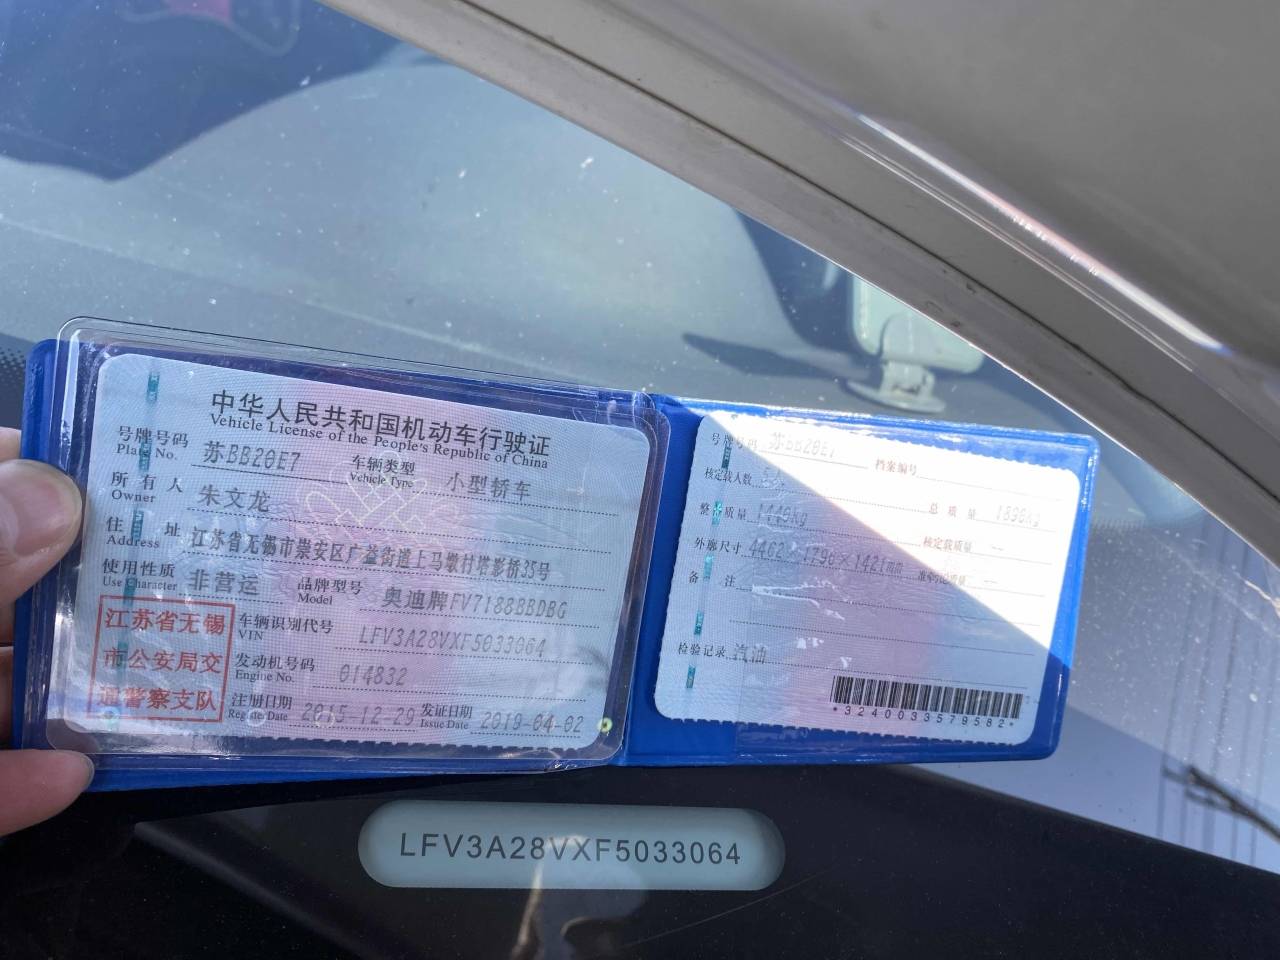 中华人民共和国机动车行驶证
Vehicle License of the People's Republic of China
号牌号码 苏BB20E7 车辆类型 小型轿车
Plate No. Vehicle Type
所有人 朱文龙
Owner
住址 江苏省无锡市崇安区广益街道上马墩村塔影桥35号
Address
使用性质 非营运 品牌型号 奥迪牌FV7188BBDBG
Use Character Model
江苏省无锡
市公安局交
通警察支队
车辆识别代号 LFV3A28VXF5033064
VIN
发动机号码 014832
Engine No.
注册日期 2015-12-29 发证日期 2019-04-02
Register Date Issue Date
号牌号码 苏BB20E7 档案编号
核定载人数 5人 总质量 1896kg
整备质量 1446kg 核定载质量 --
外廓尺寸 4462×1796×1421mm 准牵引总质量 --
备注
检验记录 汽油
*3240033579582*
LFV3A28VXF5033064